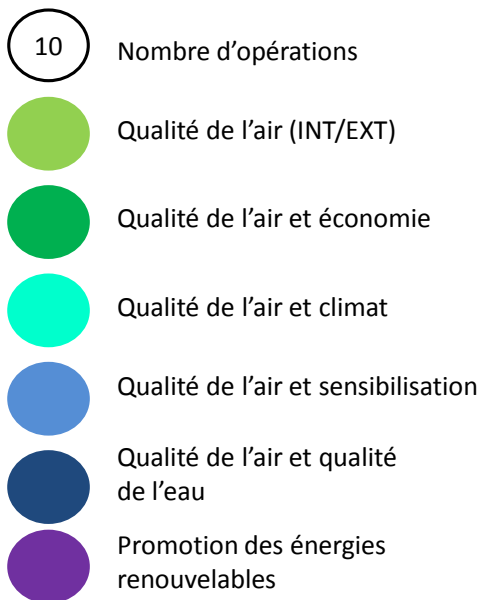 10
Nombre d’opérations
Qualité de l’air (INT/EXT)
Qualité de l’air et économie
Qualité de l’air et climat
Qualité de l’air et sensibilisation
Qualité de l’air et qualité
de l’eau
Promotion des énergies
renouvelables